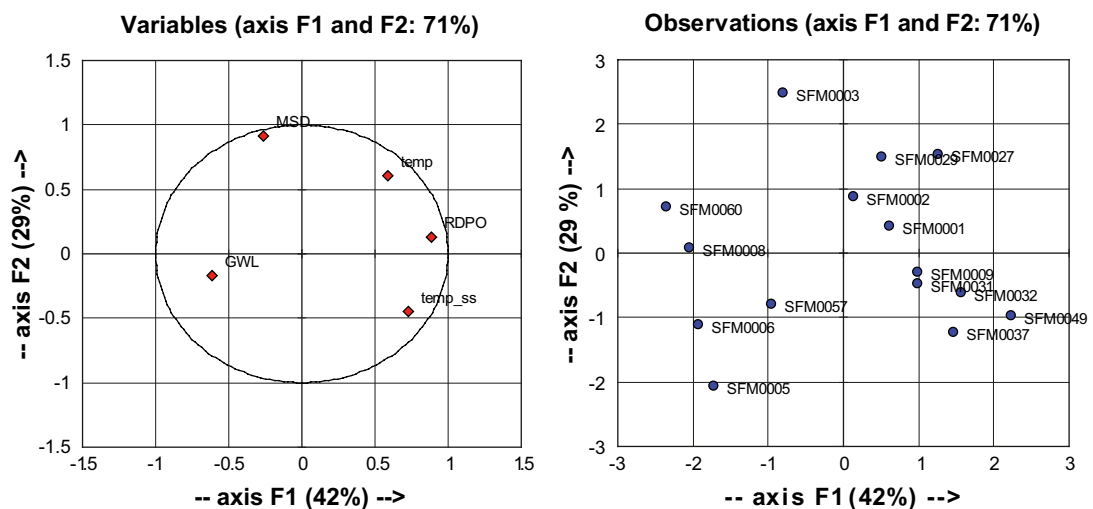 Variables (axis F1 and F2: 71%)
1.5
1
0.5
0
-0.5
-1
-1.5
-1.5
-1
-0.5
0
0.5
1
1.5
-- axis F2 (29%) -->
-- axis F1 (42%) -->
MSD
temp
RDPO
GWL
temp_ss
Observations (axis F1 and F2: 71%)
3
2
1
0
-1
-2
-3
-3
-2
-1
0
1
2
3
-- axis F2 (29 %) -->
-- axis F1 (42%) -->
SFM0003
SFM0029
SFM0027
SFM0002
SFM0060
SFM0001
SFM0008
SFM0009
SFM0031
SFM0032
SFM0057
SFM0049
SFM0006
SFM0037
SFM0005